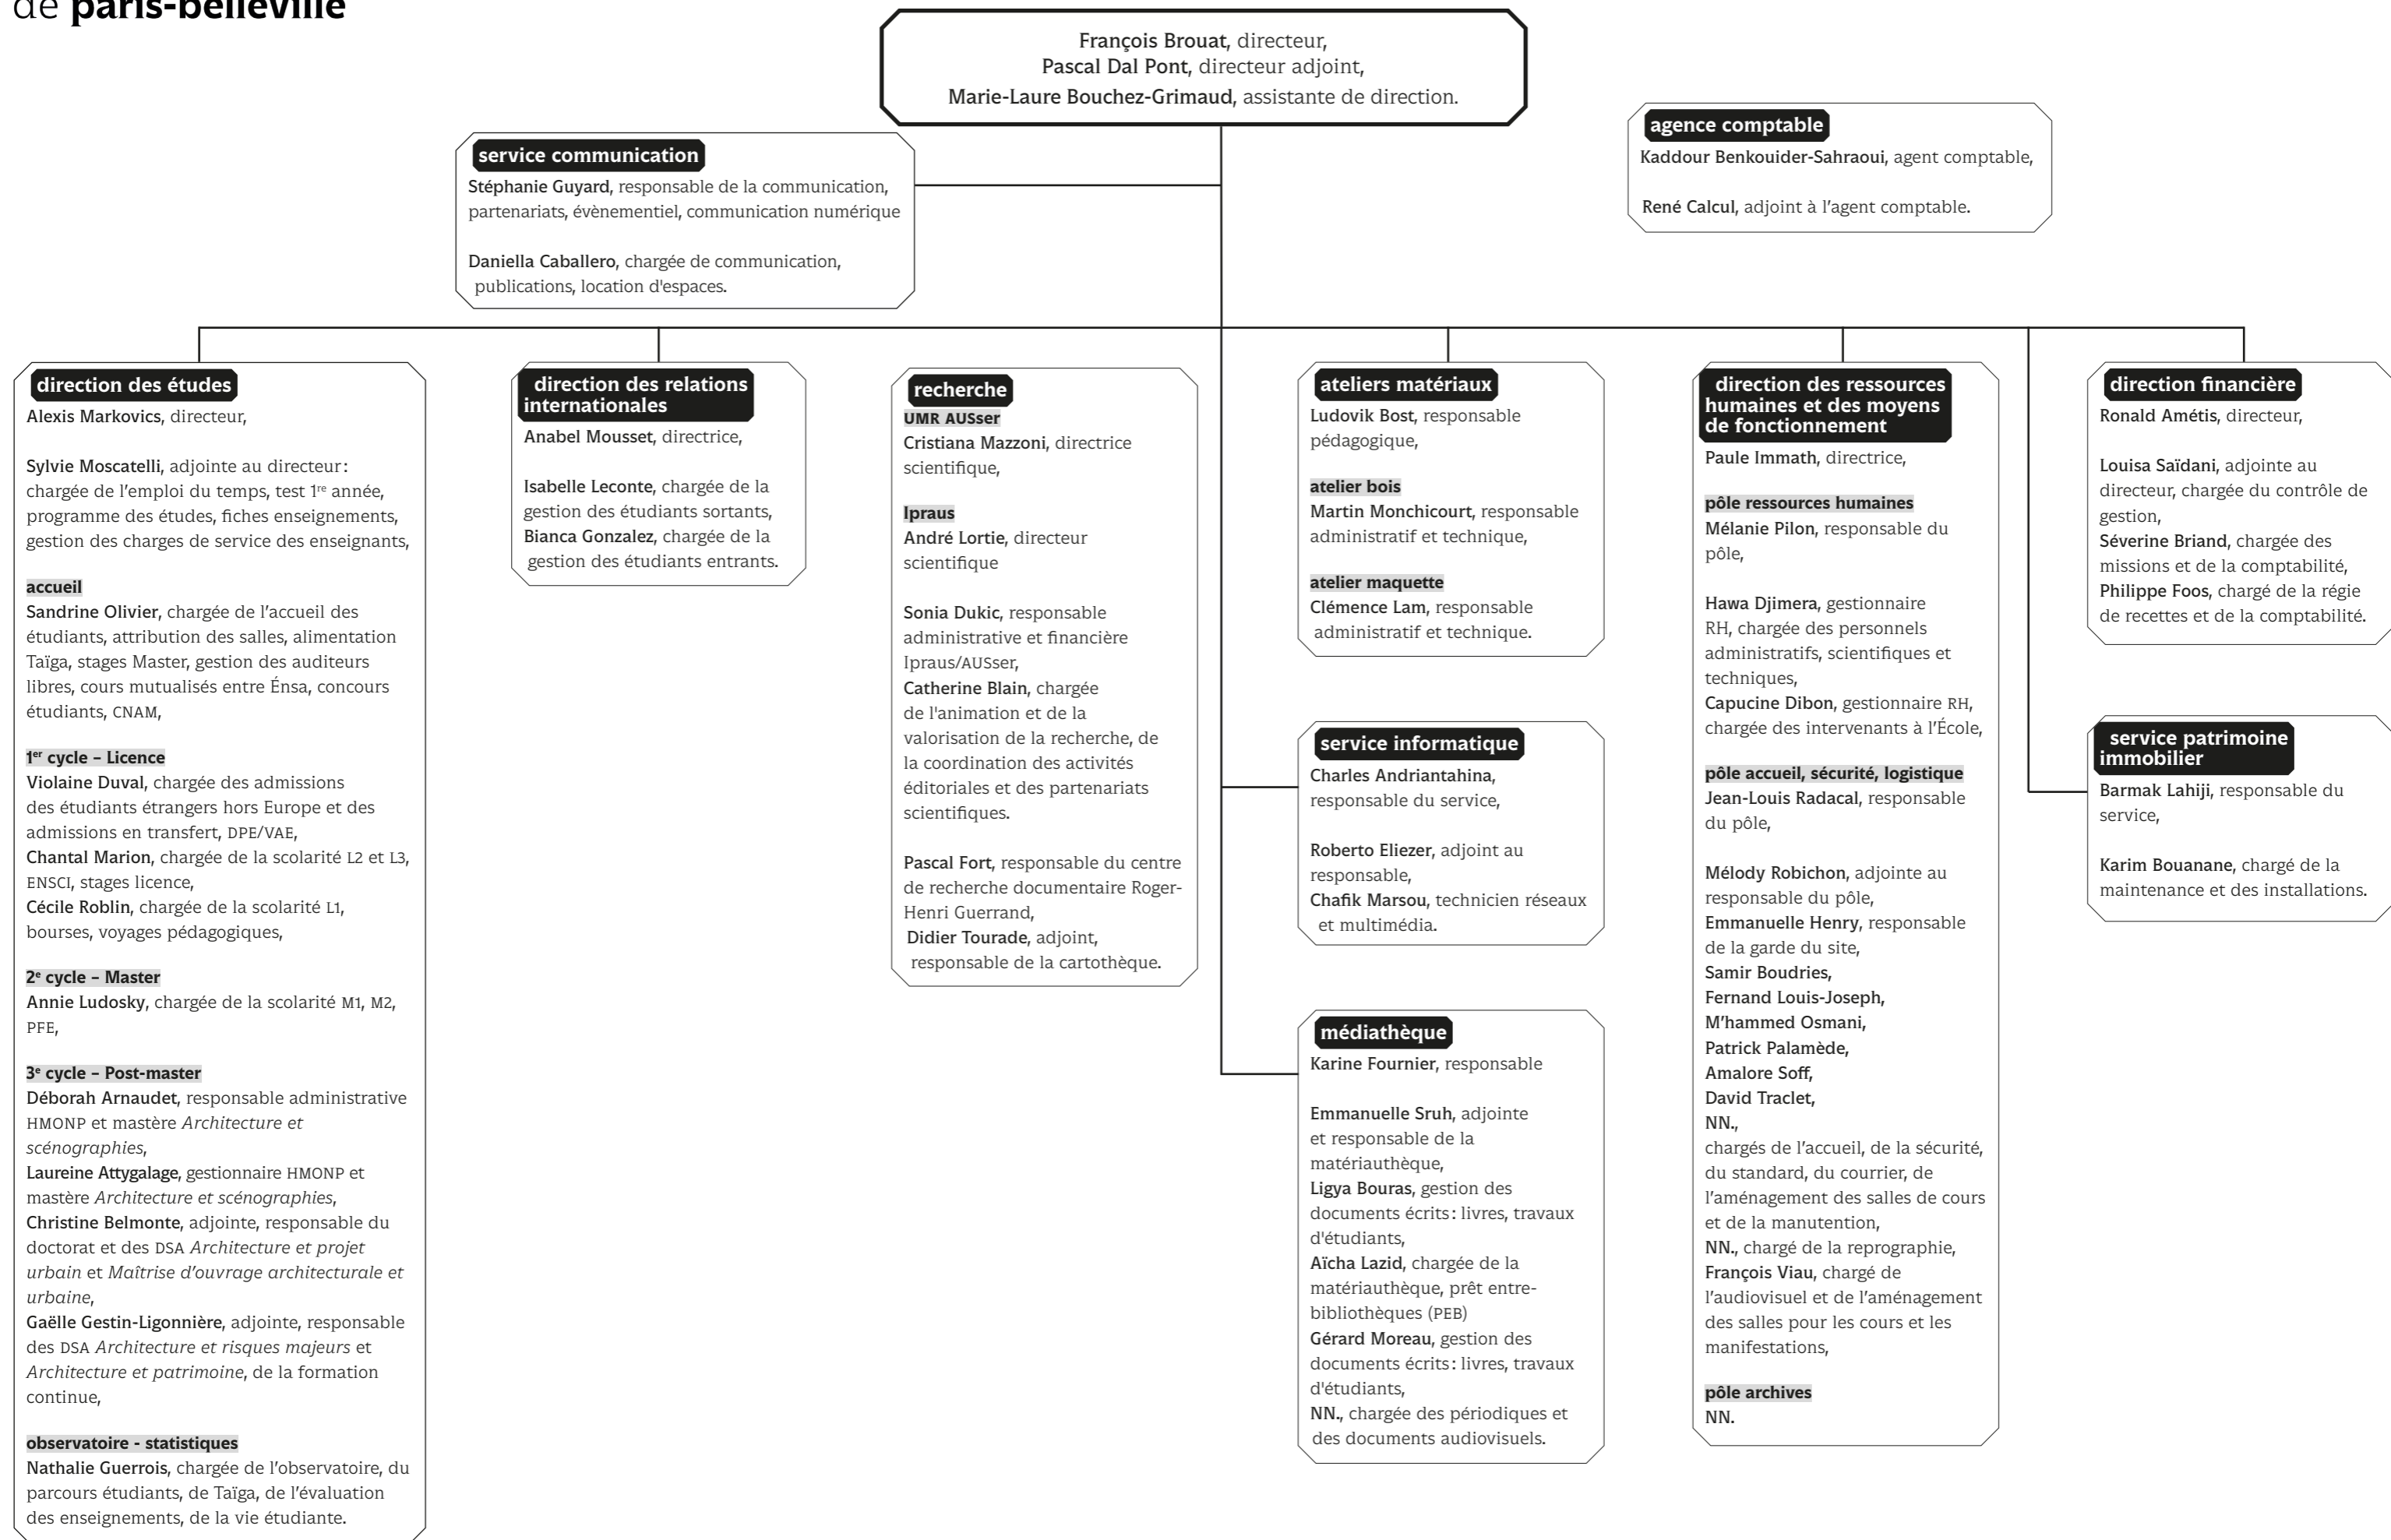 de paris-belleville
François Brouat, directeur,
Pascal Dal Pont, directeur adjoint,
Marie-Laure Bouchez-Grimaud, assistante de direction.
agence comptable
Kaddour Benkouider-Sahraoui, agent comptable,
René Calcul, adjoint à l'agent comptable.
service communication
Stéphanie Guyard, responsable de la communication,
partenariats, évènementiel, communication numérique
Daniella Caballero, chargée de communication,
publications, location d'espaces.
direction des études
Alexis Markovics, directeur,
Sylvie Moscatelli, adjointe au directeur :
chargée de l'emploi du temps, test 1re année,
programme des études, fiches enseignements,
gestion des charges de service des enseignants,
accueil
Sandrine Olivier, chargée de l'accueil des
étudiants, attribution des salles, alimentation
Taïga, stages Master, gestion des auditeurs
libres, cours mutualisés entre Énsa, concours
étudiants, CNAM,
1er cycle – Licence
Violaine Duval, chargée des admissions
des étudiants étrangers hors Europe et des
admissions en transfert, DPE/VAE,
Chantal Marion, chargée de la scolarité L2 et L3,
ENSCI, stages licence,
Cécile Roblin, chargée de la scolarité L1,
bourses, voyages pédagogiques,
2e cycle – Master
Annie Ludosky, chargée de la scolarité M1, M2,
PFE,
3e cycle – Post-master
Déborah Arnaudet, responsable administrative
HMONP et mastère Architecture et
scénographies,
Laureine Attygalage, gestionnaire HMONP et
mastère Architecture et scénographies,
Christine Belmonte, adjointe, responsable du
doctorat et des DSA Architecture et projet
urbain et Maîtrise d'ouvrage architecturale et
urbaine,
Gaëlle Gestin-Ligonnière, adjointe, responsable
des DSA Architecture et risques majeurs et
Architecture et patrimoine, de la formation
continue,
observatoire - statistiques
Nathalie Guerrois, chargée de l'observatoire, du
parcours étudiants, de Taïga, de l'évaluation
des enseignements, de la vie étudiante.
direction des relations
internationales
Anabel Mousset, directrice,
Isabelle Leconte, chargée de la
gestion des étudiants sortants,
Bianca Gonzalez, chargée de la
gestion des étudiants entrants.
recherche
UMR AUSser
Cristiana Mazzoni, directrice
scientifique,
Ipraus
André Lortie, directeur
scientifique
Sonia Dukic, responsable
administrative et financière
Ipraus/AUSser,
Catherine Blain, chargée
de l'animation et de la
valorisation de la recherche, de
la coordination des activités
éditoriales et des partenariats
scientifiques.
Pascal Fort, responsable du centre
de recherche documentaire Roger-
Henri Guerrand,
Didier Tourade, adjoint,
responsable de la cartothèque.
ateliers matériaux
Ludovik Bost, responsable
pédagogique,
atelier bois
Martin Monchicourt, responsable
administratif et technique,
atelier maquette
Clémence Lam, responsable
administratif et technique.
service informatique
Charles Andriantahina,
responsable du service,
Roberto Eliezer, adjoint au
responsable,
Chafik Marsou, technicien réseaux
et multimédia.
médiathèque
Karine Fournier, responsable
Emmanuelle Sruh, adjointe
et responsable de la
matériauthèque,
Ligya Bouras, gestion des
documents écrits : livres, travaux
d'étudiants,
Aïcha Lazid, chargée de la
matériauthèque, prêt entre-
bibliothèques (PEB)
Gérard Moreau, gestion des
documents écrits : livres, travaux
d'étudiants,
NN., chargée des périodiques et
des documents audiovisuels.
direction des ressources
humaines et des moyens
de fonctionnement
Paule Immath, directrice,
pôle ressources humaines
Mélanie Pilon, responsable du
pôle,
Hawa Djimera, gestionnaire
RH, chargée des personnels
administratifs, scientifiques et
techniques,
Capucine Dibon, gestionnaire RH,
chargée des intervenants à l'École,
pôle accueil, sécurité, logistique
Jean-Louis Radacal, responsable
du pôle,
Mélody Robichon, adjointe au
responsable du pôle,
Emmanuelle Henry, responsable
de la garde du site,
Samir Boudries,
Fernand Louis-Joseph,
M'hammed Osmani,
Patrick Palamède,
Amalore Soff,
David Traclet,
NN.,
chargés de l'accueil, de la sécurité,
du standard, du courrier, de
l'aménagement des salles de cours
et de la manutention,
NN., chargé de la reprographie,
François Viau, chargé de
l'audiovisuel et de l'aménagement
des salles pour les cours et les
manifestations,
pôle archives
NN.
direction financière
Ronald Amétis, directeur,
Louisa Saïdani, adjointe au
directeur, chargée du contrôle de
gestion,
Séverine Briand, chargée des
missions et de la comptabilité,
Philippe Foos, chargé de la régie
de recettes et de la comptabilité.
service patrimoine
immobilier
Barmak Lahiji, responsable du
service,
Karim Bouanane, chargé de la
maintenance et des installations.